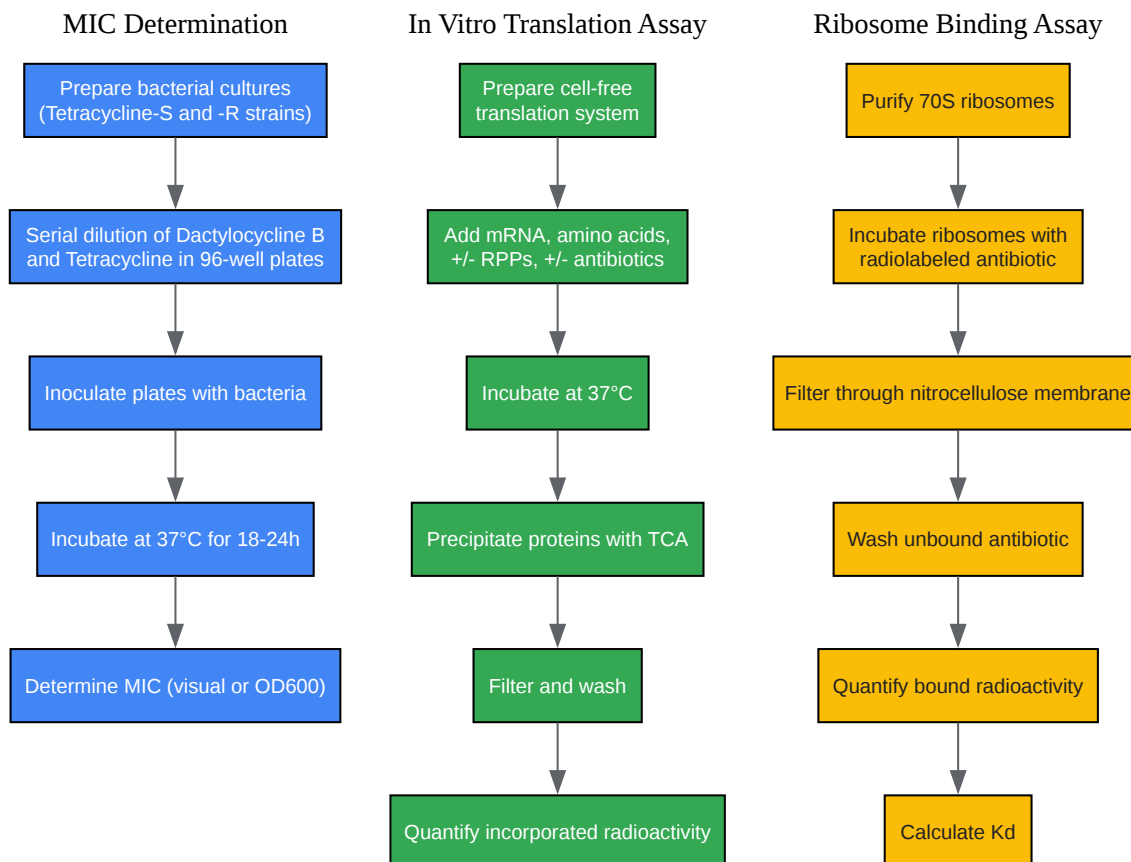 MIC Determination
Prepare bacterial cultures
(Tetracycline-S and -R strains)
Serial dilution of Dactylocycline B
and Tetracycline in 96-well plates
Inoculate plates with bacteria
Incubate at 37°C for 18-24h
Determine MIC (visual or OD600)
In Vitro Translation Assay
Prepare cell-free
translation system
Add mRNA, amino acids,
+/- RPPs, +/- antibiotics
Incubate at 37°C
Precipitate proteins with TCA
Filter and wash
Quantify incorporated radioactivity
Ribosome Binding Assay
Purify 70S ribosomes
Incubate ribosomes with
radiolabeled antibiotic
Filter through nitrocellulose membrane
Wash unbound antibiotic
Quantify bound radioactivity
Calculate Kd